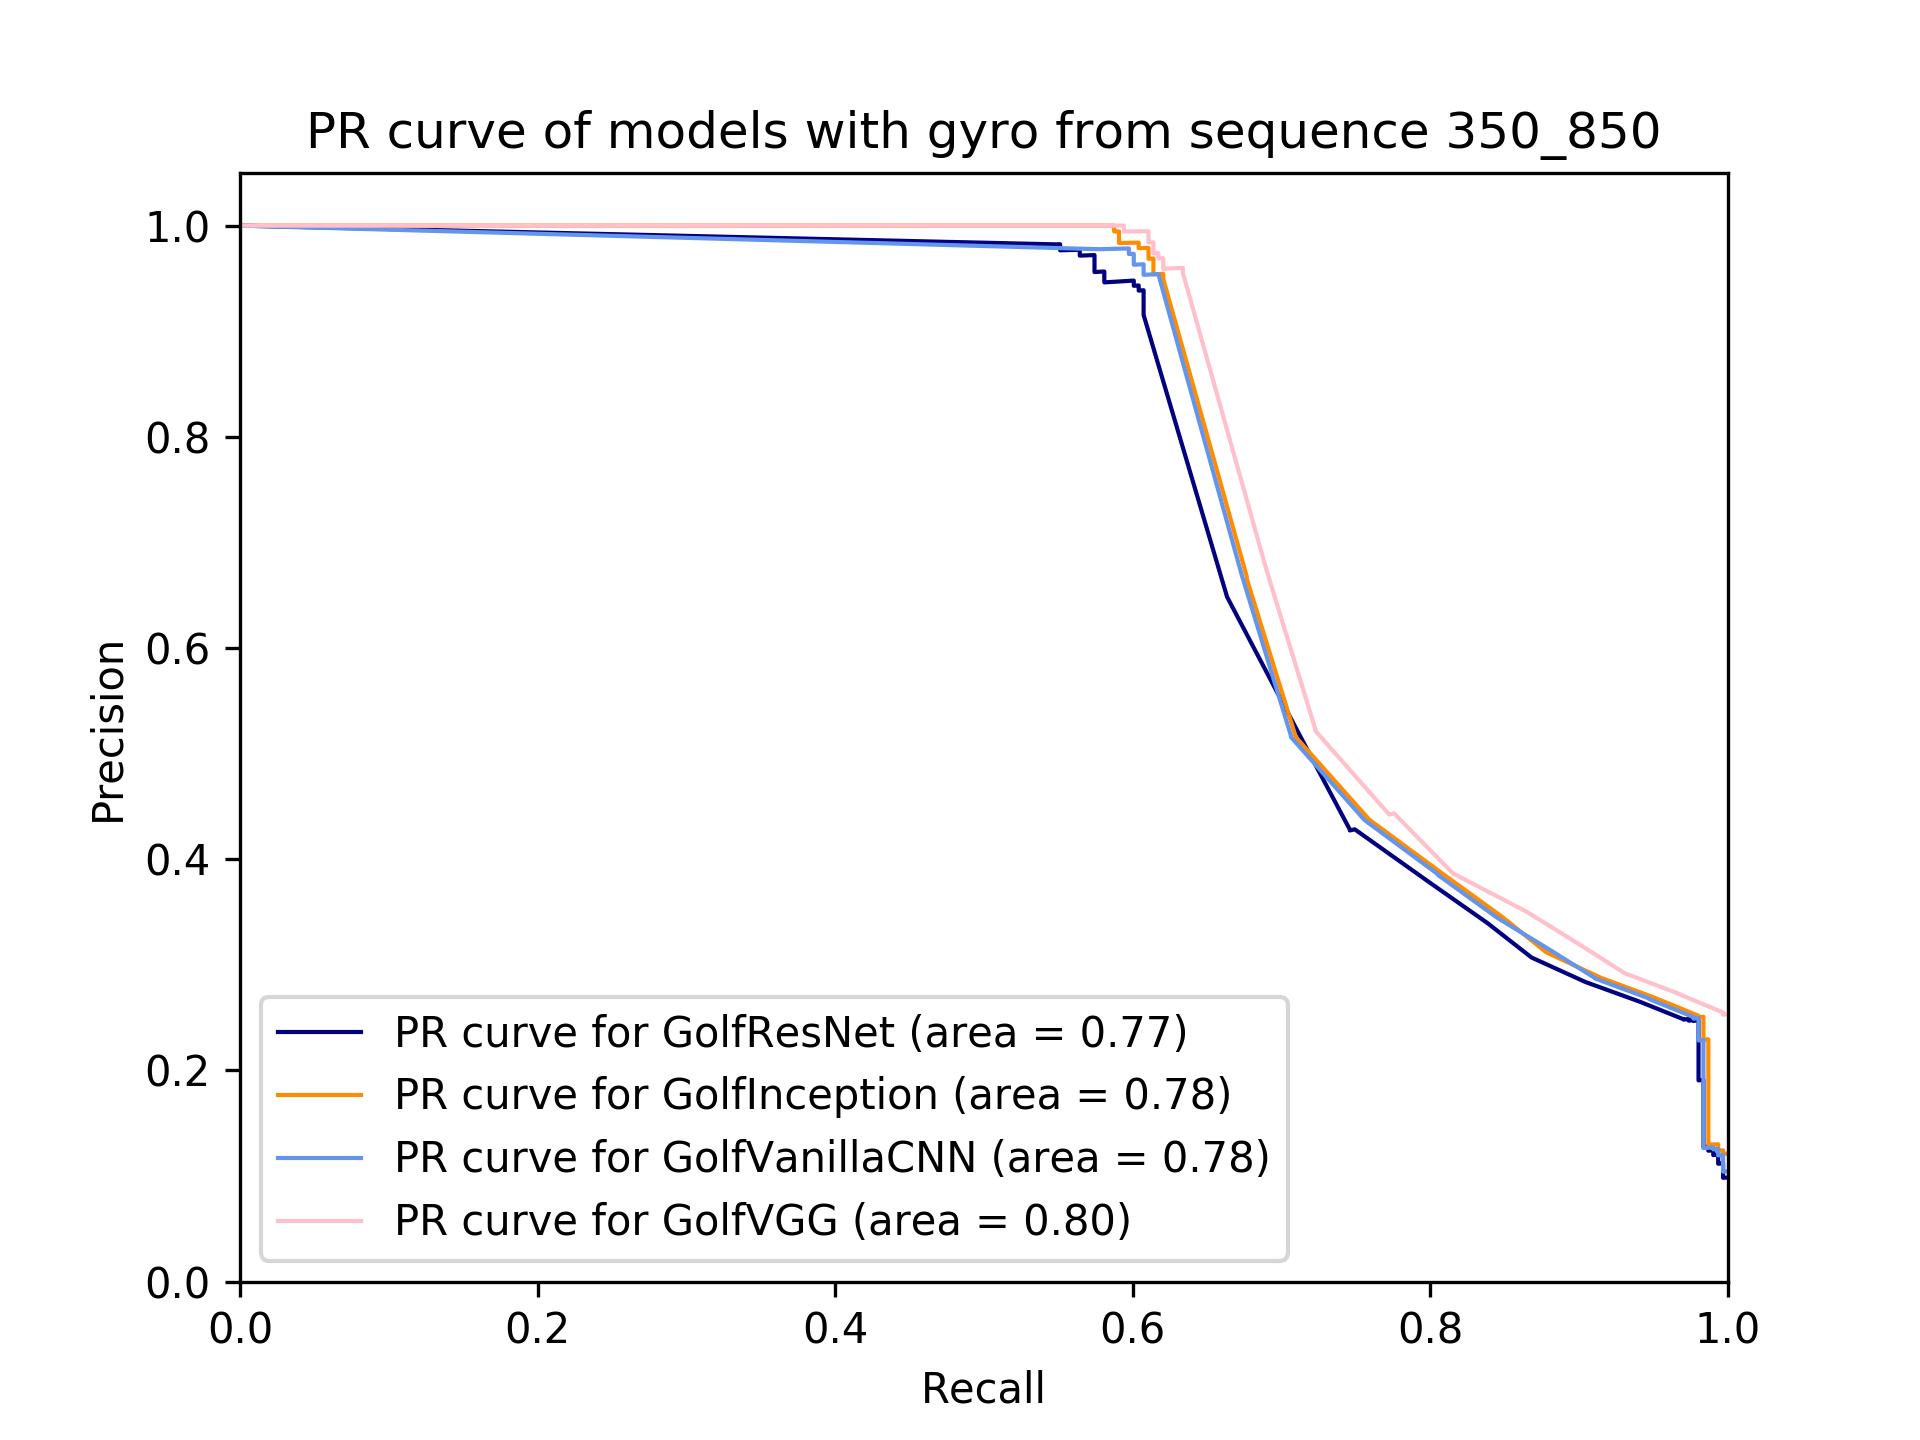 PR curve of models with gyro from sequence 350_850
1.0
0.8
0.6
0.4
0.2
0.0
Precision
PR curve for GolfResNet (area = 0.77)
PR curve for GolfInception (area = 0.78)
PR curve for GolfVanillaCNN (area = 0.78)
PR curve for GolfVGG (area = 0.80)
0.0 0.2 0.4 0.6 0.8 1.0
Recall